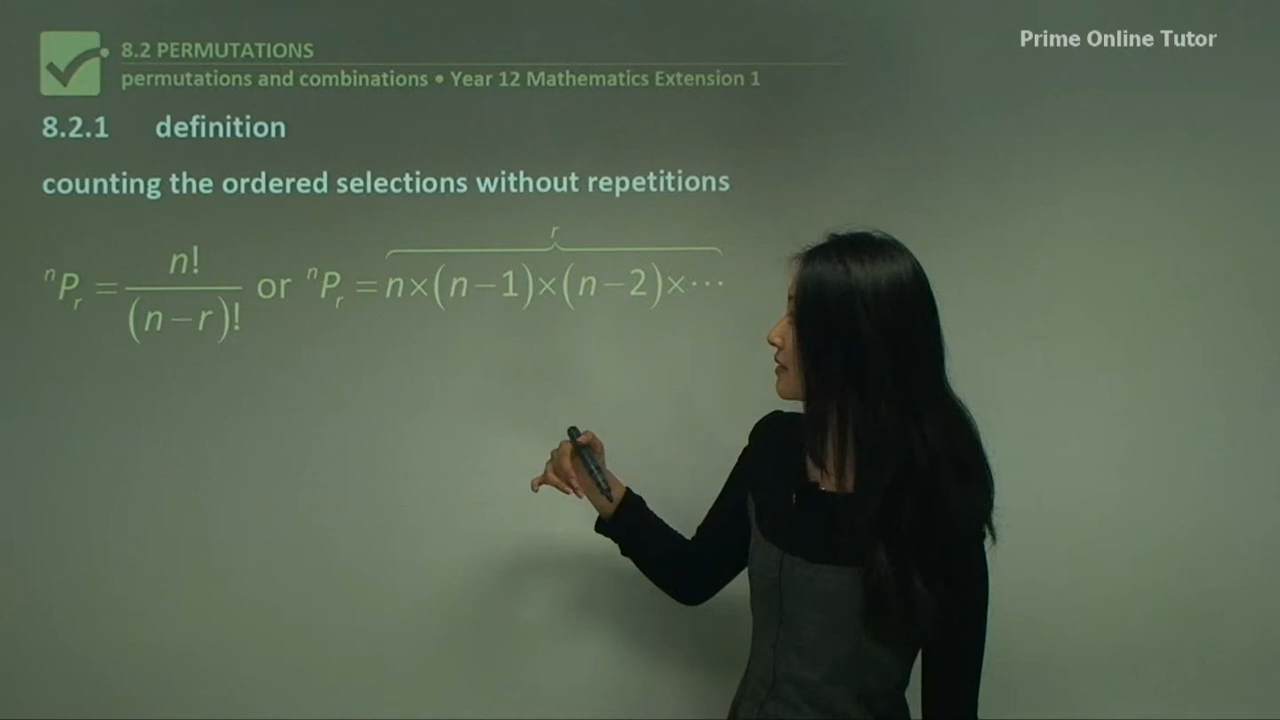 Prime Online Tutor
8.2 PERMUTATIONS
permutations and combinations • Year 12 Mathematics Extension 1
8.2.1 definition
counting the ordered selections without repetitions
r
ⁿPᵣ = n! / (n−r)! or ⁿPᵣ = n×(n−1)×(n−2)×⋯